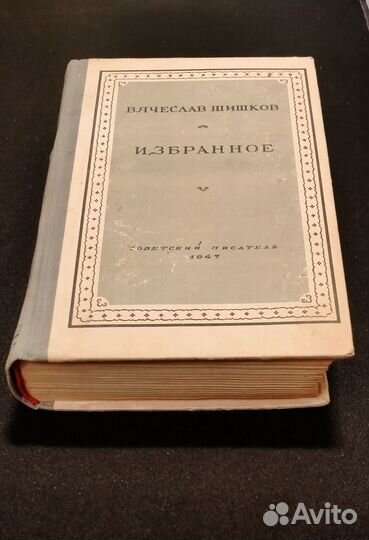 ВЯЧЕСЛАВ ШИШКОВ
ИЗБРАННОЕ
СОВЕТСКИЙ ПИСАТЕЛЬ
1947
Avito